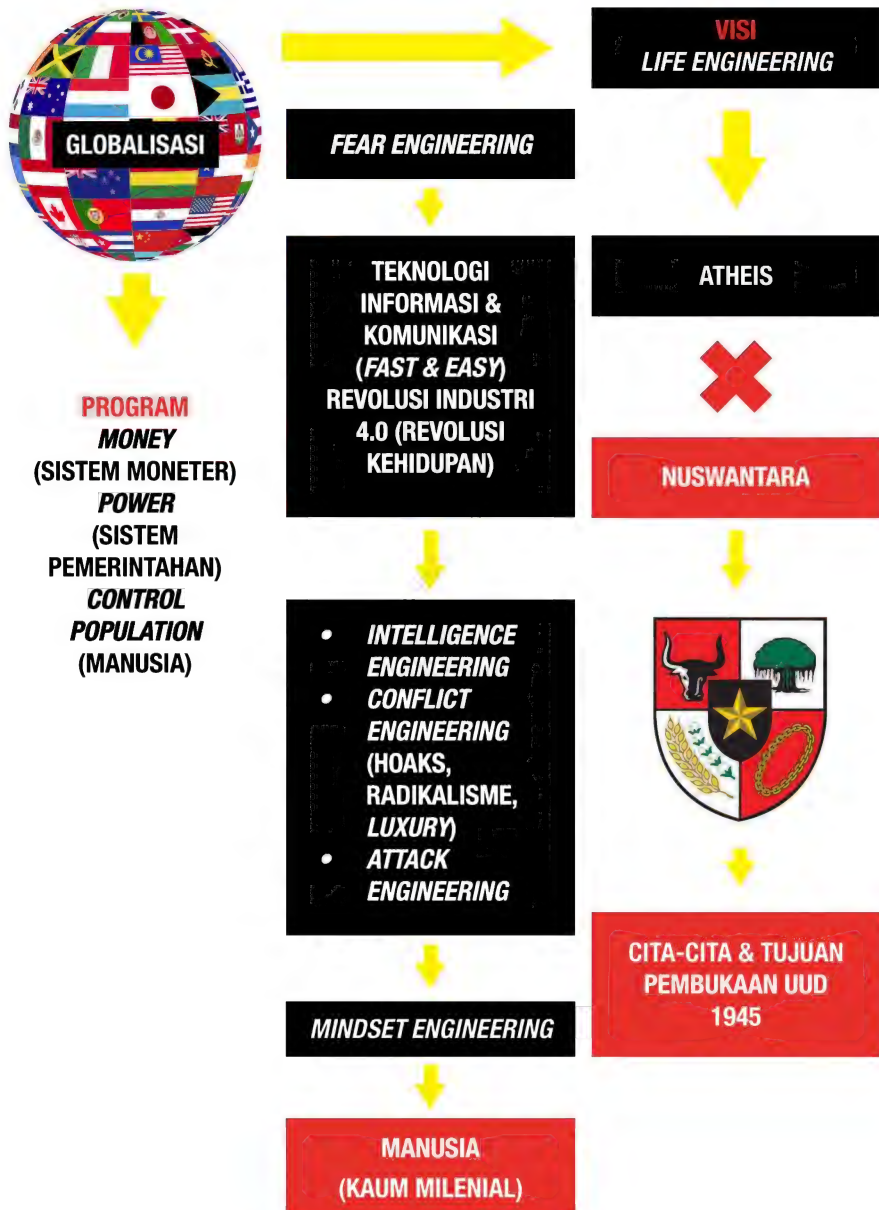 GLOBALISASI
PROGRAM
MONEY
(SISTEM MONETER)
POWER
(SISTEM
PEMERINTAHAN)
CONTROL
POPULATION
(MANUSIA)
FEAR ENGINEERING
TEKNOLOGI
INFORMASI &
KOMUNIKASI
(FAST & EASY)
REVOLUSI INDUSTRI
4.0 (REVOLUSI
KEHIDUPAN)
• INTELLIGENCE
ENGINEERING
• CONFLICT
ENGINEERING
(HOAKS,
RADIKALISME,
LUXURY)
• ATTACK
ENGINEERING
MINDSET ENGINEERING
MANUSIA
(KAUM MILENIAL)
VISI
LIFE ENGINEERING
ATHEIS
NUSWANTARA
CITA-CITA & TUJUAN
PEMBUKAAN UUD
1945